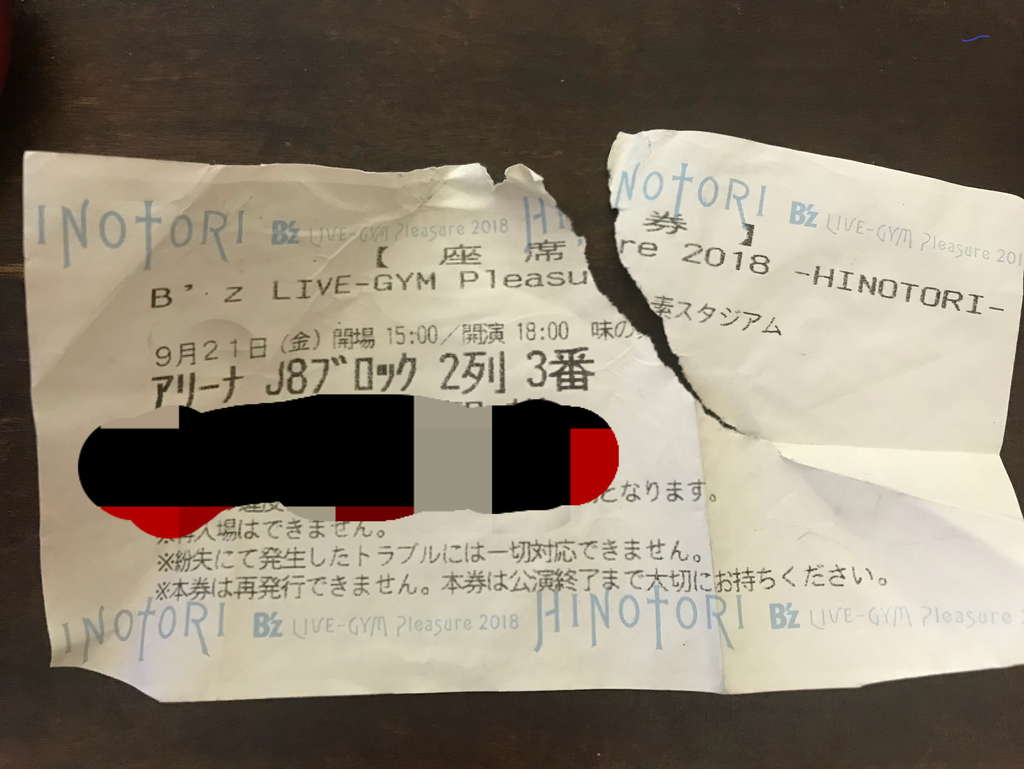 INOTORI B'z LIVE-GYM Pleasure 2018 HINOTORI B'z LIVE-GYM Pleasure 201
【座席券】
B'z LIVE-GYM Pleasure 2018 -HINOTORI-
9月21日(金)開場 15:00/開演 18:00 味の素スタジアム
アリーナ J8ブロック 2列 3番
となります。
※再入場はできません。
※紛失にて発生したトラブルには一切対応できません。
※本券は再発行できません。本券は公演終了まで大切にお持ちください。
INOTORI B'z LIVE-GYM Pleasure 2018 HINOTORI B'z LIVE-GYM Pleasure 2